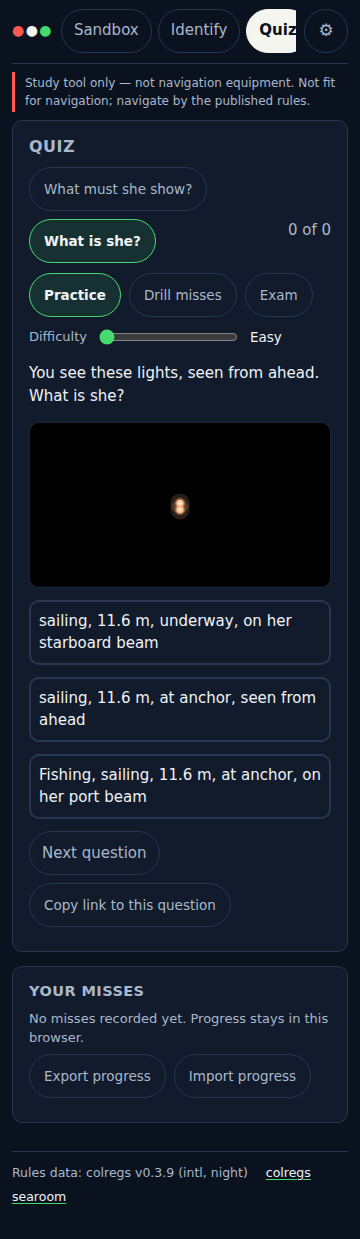 Sandbox
Identify
Quiz
Study tool only — not navigation equipment. Not fit
for navigation; navigate by the published rules.
QUIZ
What must she show?
What is she?
0 of 0
Practice
Drill misses
Exam
Difficulty
Easy
You see these lights, seen from ahead.
What is she?
sailing, 11.6 m, underway, on her
starboard beam
sailing, 11.6 m, at anchor, seen from
ahead
Fishing, sailing, 11.6 m, at anchor, on
her port beam
Next question
Copy link to this question
YOUR MISSES
No misses recorded yet. Progress stays in this
browser.
Export progress
Import progress
Rules data: colregs v0.3.9 (intl, night)
colregs
searoom